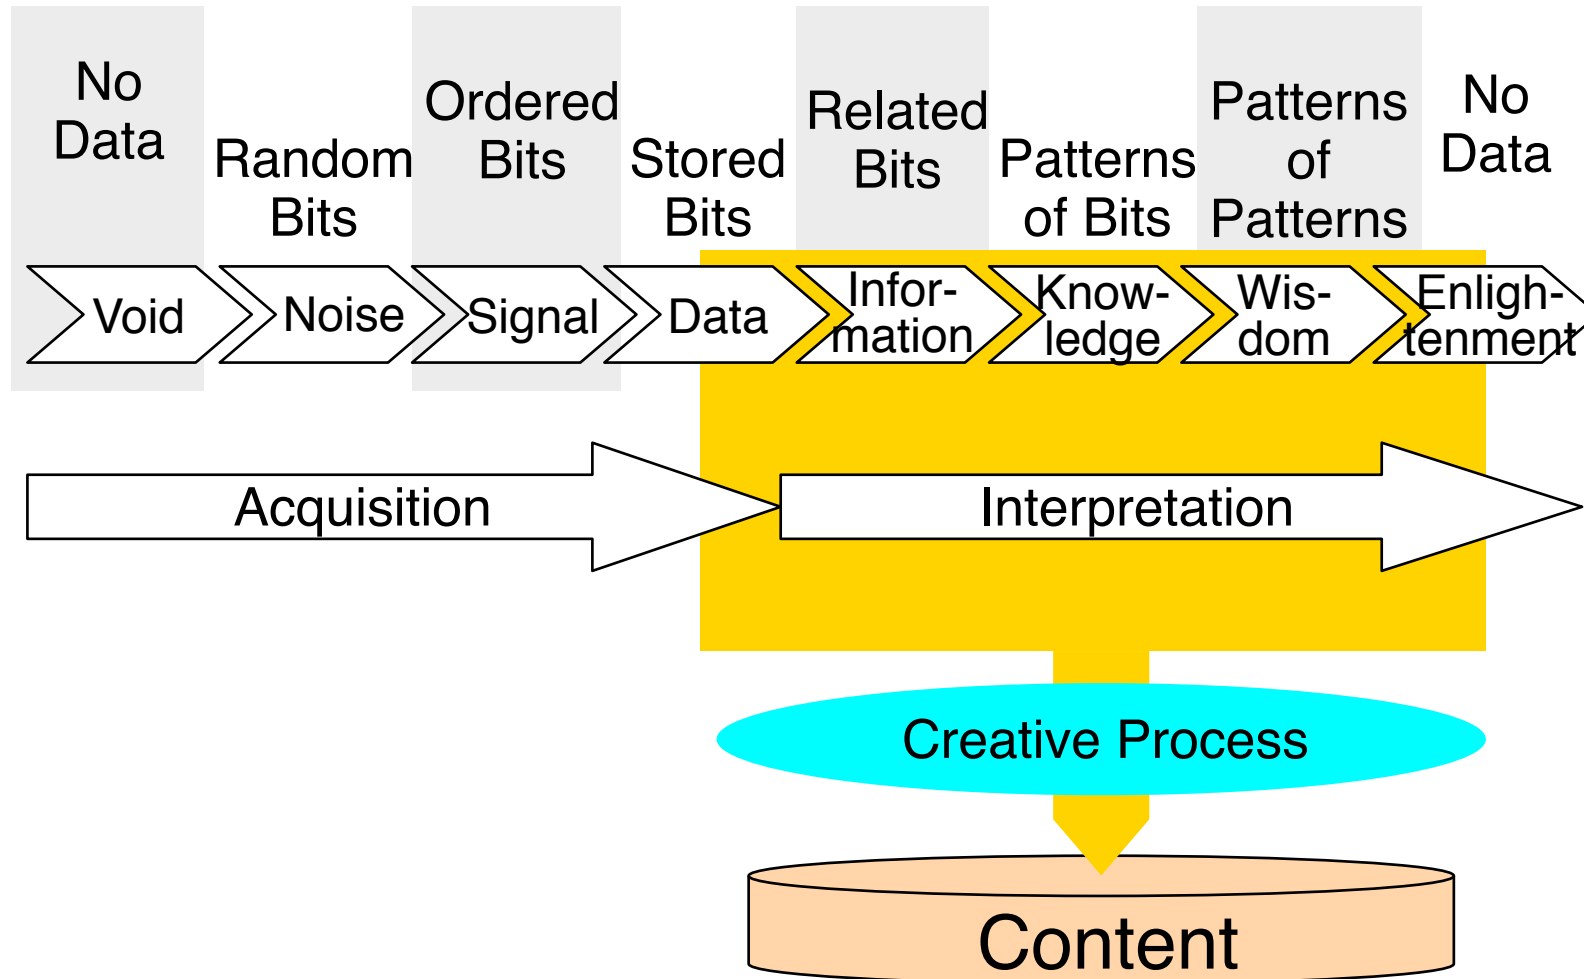 No
Data
Random
Bits
Ordered
Bits
Stored
Bits
Related
Bits
Patterns
of Bits
Patterns
of
Patterns
No
Data
Void
Noise
Signal
Data
Infor-
mation
Know-
ledge
Wis-
dom
Enligh-
tenment
Acquisition
Interpretation
Creative Process
Content